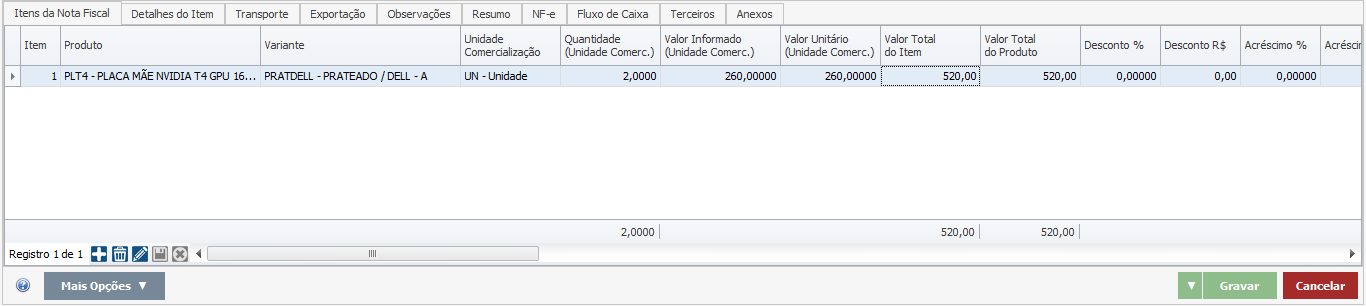 Itens da Nota Fiscal Detalhes do Item Transporte Exportação Observações Resumo NF-e Fluxo de Caixa Terceiros Anexos
Item Produto Variante Unidade Comercialização Quantidade (Unidade Comerc.) Valor Informado (Unidade Comerc.) Valor Unitário (Unidade Comerc.) Valor Total do Item Valor Total do Produto Desconto % Desconto R$ Acréscimo % Acréscir
1 PLT4 - PLACA MÃE NVIDIA T4 GPU 16... PRATDELL - PRATEADO / DELL - A UN - Unidade 2,0000 260,00000 260,00000 520,00 520,00 0,00000 0,00 0,00000
2,0000 520,00 520,00
Registro 1 de 1
Mais Opções ▼ ▼ Gravar Cancelar